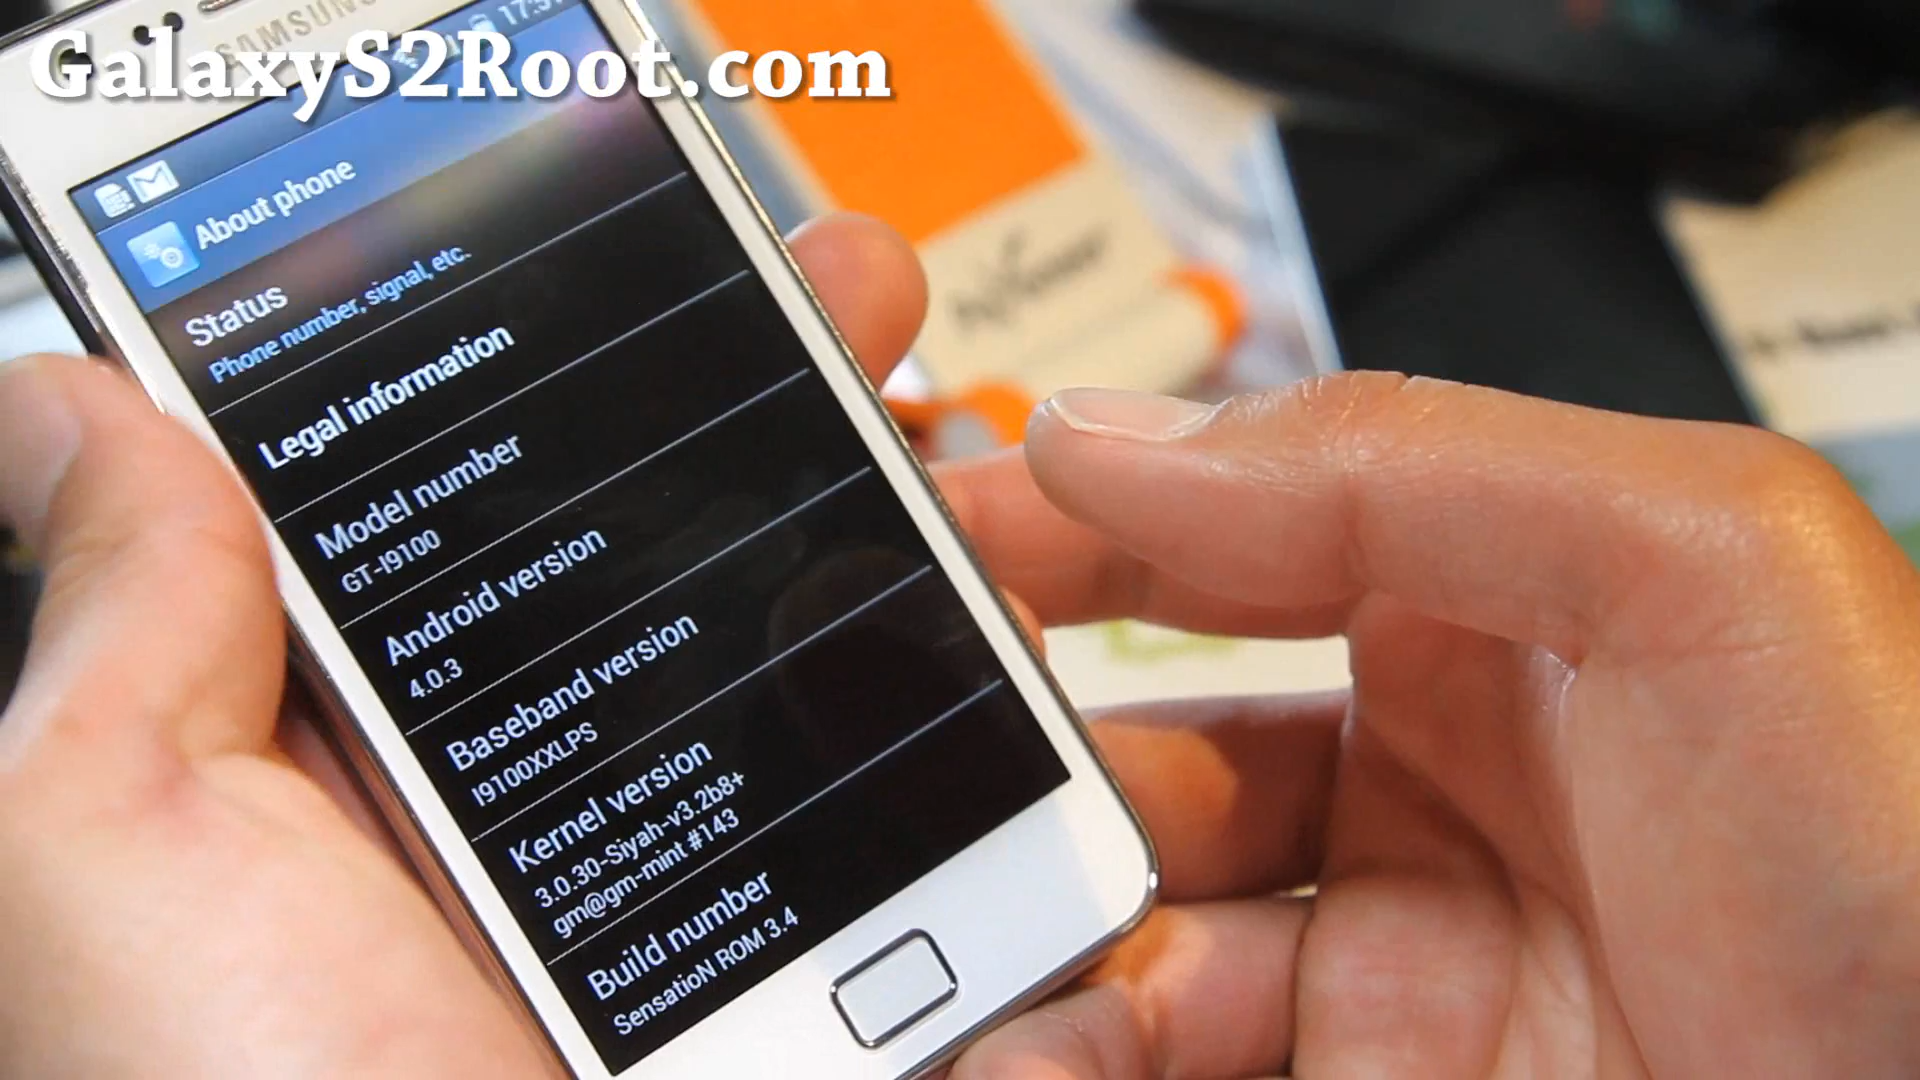 SAMSUNG
GalaxyS2Root.com
About phone
Status
Phone number, signal, etc.
Legal information
Model number
GT-I9100
Android version
4.0.3
Baseband version
I9100XXLPS
Kernel version
3.0.30-Siyah-v3.2b8+
gm@gm-mint #143
Build number
SensatioN ROM 3.4